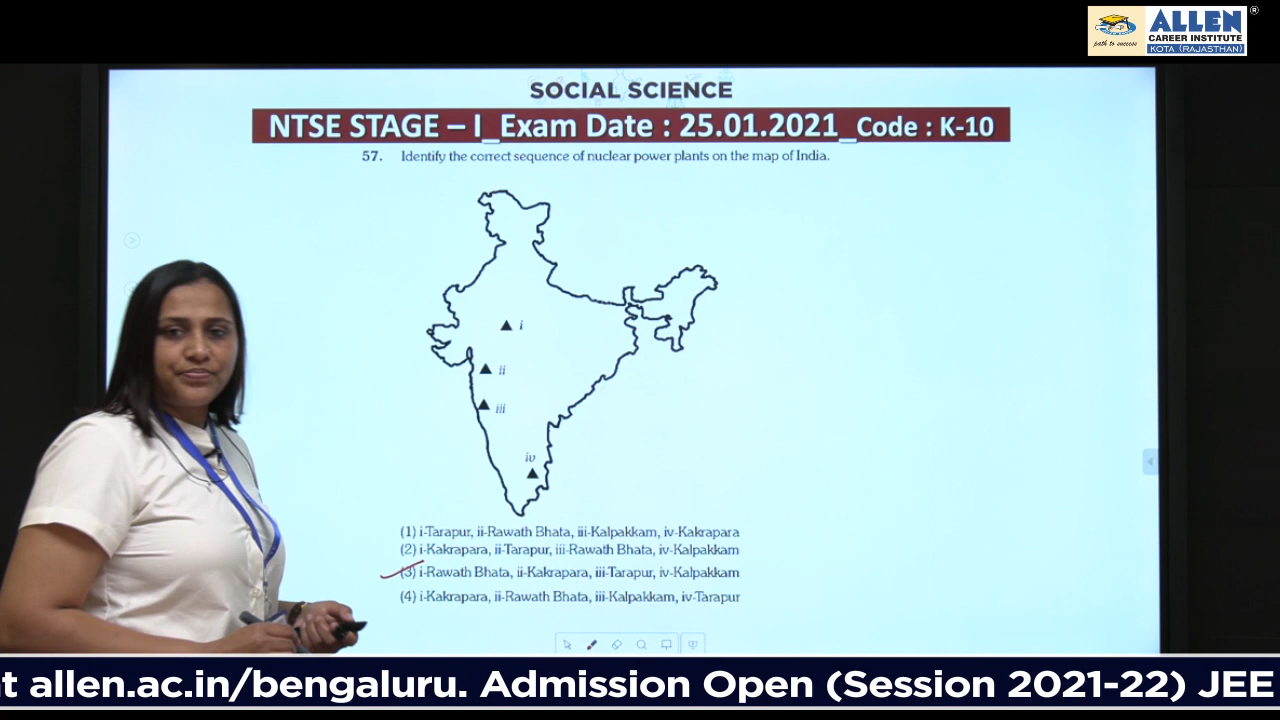 ALLEN
®
CAREER INSTITUTE
path to success
KOTA (RAJASTHAN)
SOCIAL SCIENCE
NTSE STAGE – I_Exam Date : 25.01.2021_Code : K-10
57. Identify the correct sequence of nuclear power plants on the map of India.
i
ii
iii
iv
(1) i-Tarapur, ii-Rawath Bhata, iii-Kalpakkam, iv-Kakrapara
(2) i-Kakrapara, ii-Tarapur, iii-Rawath Bhata, iv-Kalpakkam
(3) i-Rawath Bhata, ii-Kakrapara, iii-Tarapur, iv-Kalpakkam
(4) i-Kakrapara, ii-Rawath Bhata, iii-Kalpakkam, iv-Tarapur
t allen.ac.in/bengaluru. Admission Open (Session 2021-22) JEE